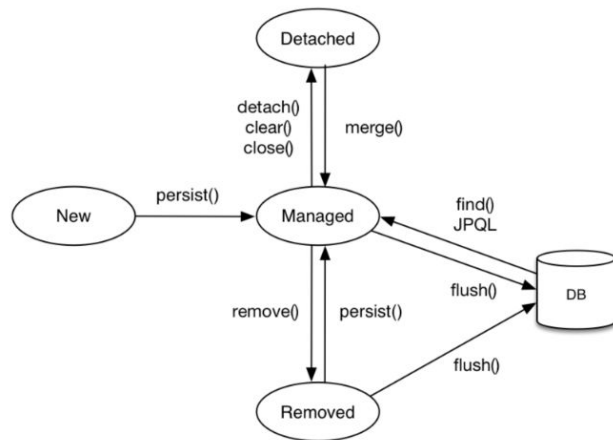 Detached
detach()
clear()
close()
merge()
persist()
find()
JPQL
New
Managed
flush()
DB
remove()
persist()
flush()
Removed